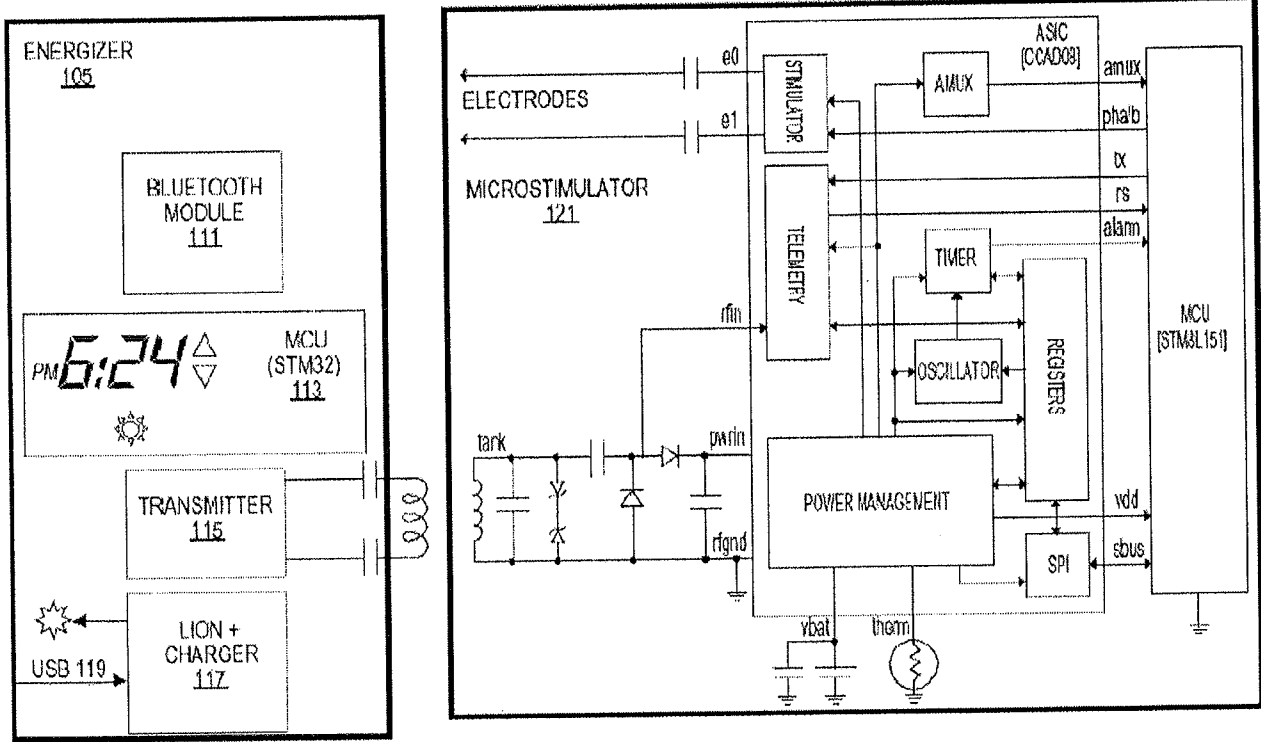 ENERGIZER
105
BLUETOOTH
MODULE
111
PM 6:24
MCU
(STM32)
113
TRANSMITTER
115
LION +
CHARGER
117
USB 119
ELECTRODES
e0
e1
MICROSTIMULATOR
121
ASIC
[CCAD08]
STIMULATOR
AMUX
TELEMETRY
TIMER
OSCILLATOR
REGISTERS
POWER MANAGEMENT
SPI
amux
pha/b
tx
rs
alarm
MCU
[STM8L151]
vdd
sbus
rfin
tank
pwrin
rfgnd
vbat
therm